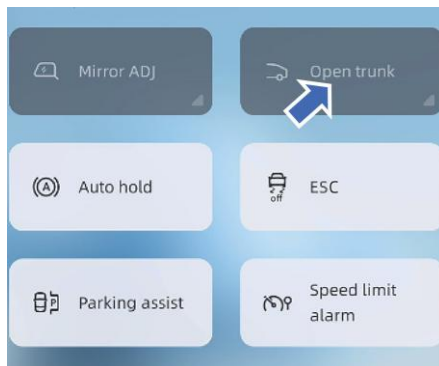 Mirror ADJ
Open trunk
(A)
Auto hold
off
ESC
P
Parking assist
Speed limit
alarm